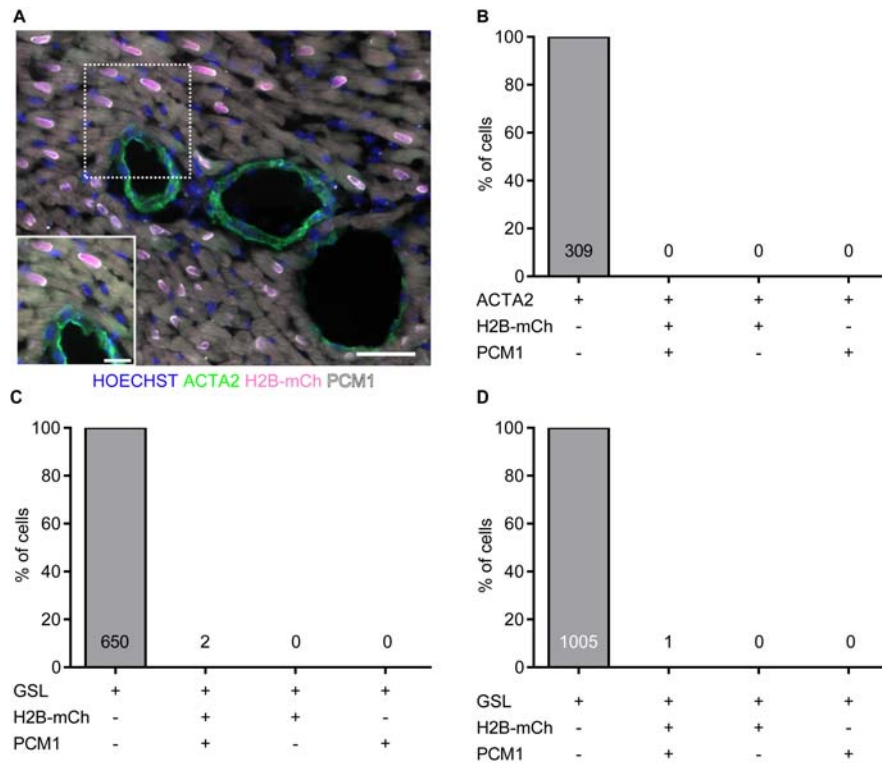 A
HOECHST ACTA2 H2B-mCh PCM1
B
% of cells
100
80
60
40
20
0
309 0 0 0
ACTA2 + + + +
H2B-mCh - + + -
PCM1 - + - +
C
% of cells
100
80
60
40
20
0
650 2 0 0
GSL + + + +
H2B-mCh - + + -
PCM1 - + - +
D
% of cells
100
80
60
40
20
0
1005 1 0 0
GSL + + + +
H2B-mCh - + + -
PCM1 - + - +